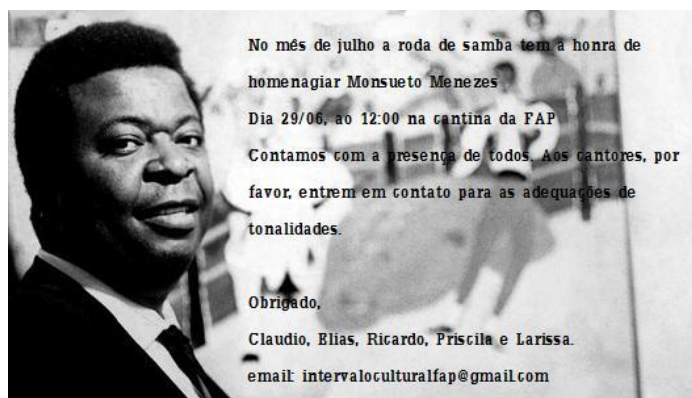 No mês de julho a roda de samba tem a honra de
homenagiar Monsueto Menezes
Dia 29/06, ao 12:00 na cantina da FAP
Contamos com a presença de todos. Aos cantores, por
favor, entrem em contato para as adequações de
tonalidades.
Obrigado,
Claudio, Elias, Ricardo, Priscila e Larissa.
email: intervaloculturalfap@gmail.com